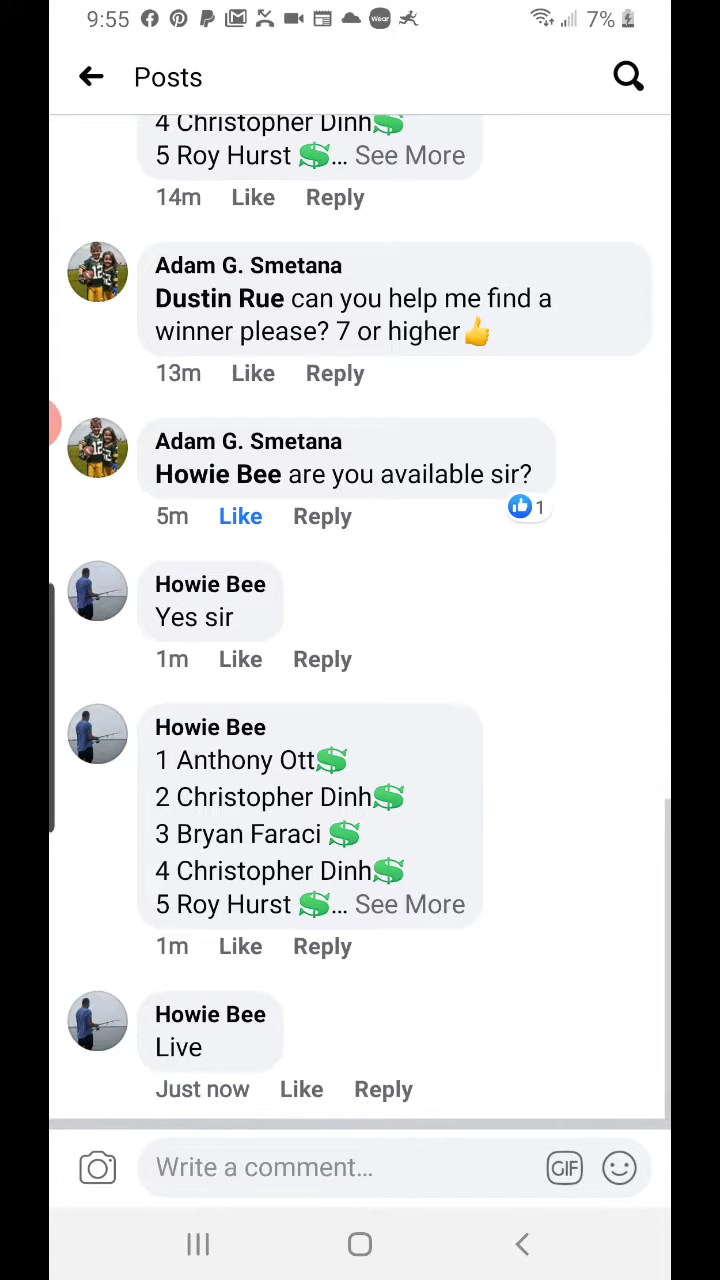 9:55 Wear 7%
Posts
4 Christopher Dinh💲
5 Roy Hurst 💲... See More
14m Like Reply
Adam G. Smetana
Dustin Rue can you help me find a
winner please? 7 or higher👍
13m Like Reply
Adam G. Smetana
Howie Bee are you available sir?
1
5m Like Reply
Howie Bee
Yes sir
1m Like Reply
Howie Bee
1 Anthony Ott💲
2 Christopher Dinh💲
3 Bryan Faraci 💲
4 Christopher Dinh💲
5 Roy Hurst 💲... See More
1m Like Reply
Howie Bee
Live
Just now Like Reply
Write a comment...
GIF